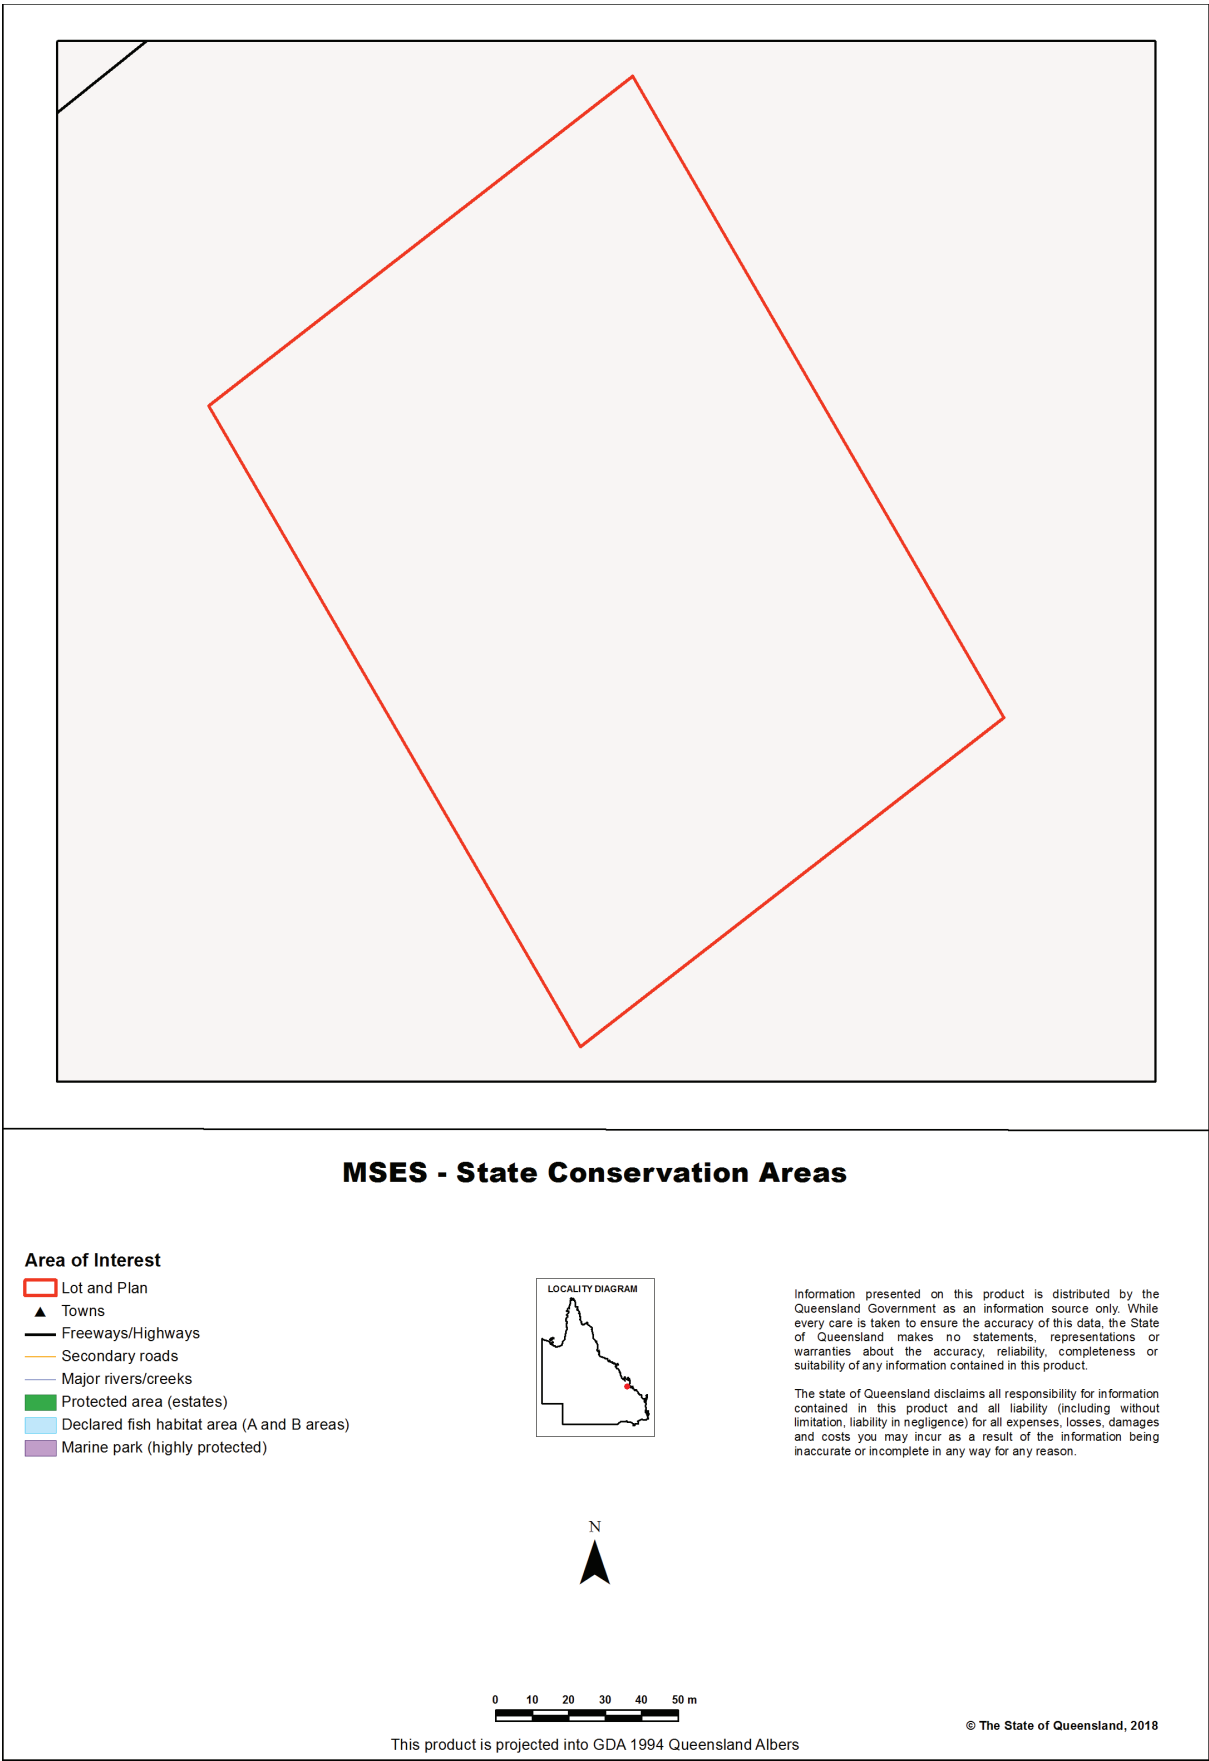 MSES - State Conservation Areas
Area of Interest
Lot and Plan
Towns
Freeways/Highways
Secondary roads
Major rivers/creeks
Protected area (estates)
Declared fish habitat area (A and B areas)
Marine park (highly protected)
LOCALITY DIAGRAM
Information presented on this product is distributed by the
Queensland Government as an information source only. While
every care is taken to ensure the accuracy of this data, the State
of Queensland makes no statements, representations or
warranties about the accuracy, reliability, completeness or
suitability of any information contained in this product.
The state of Queensland disclaims all responsibility for information
contained in this product and all liability (including without
limitation, liability in negligence) for all expenses, losses, damages
and costs you may incur as a result of the information being
inaccurate or incomplete in any way for any reason.
N
0 10 20 30 40 50 m
This product is projected into GDA 1994 Queensland Albers
© The State of Queensland, 2018